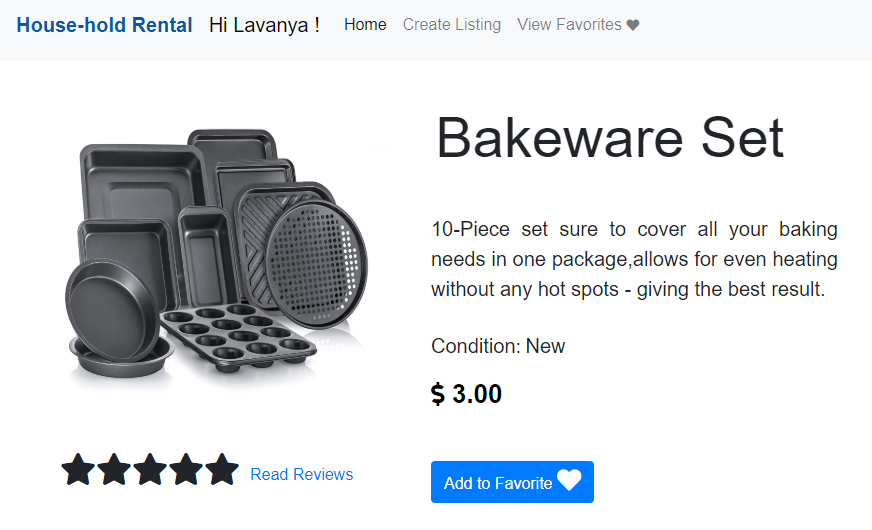 House-hold Rental Hi Lavanya ! Home Create Listing View Favorites
Bakeware Set
10-Piece set sure to cover all your baking
needs in one package,allows for even heating
without any hot spots - giving the best result.
Condition: New
$ 3.00
Read Reviews
Add to Favorite